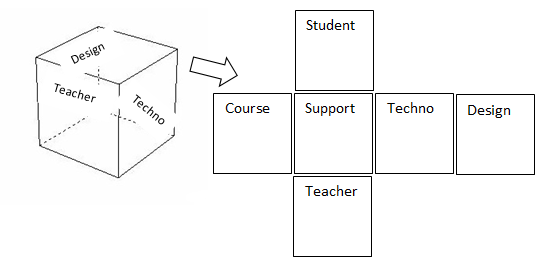 Design
Teacher
Techno
Student
Course
Support
Techno
Design
Teacher